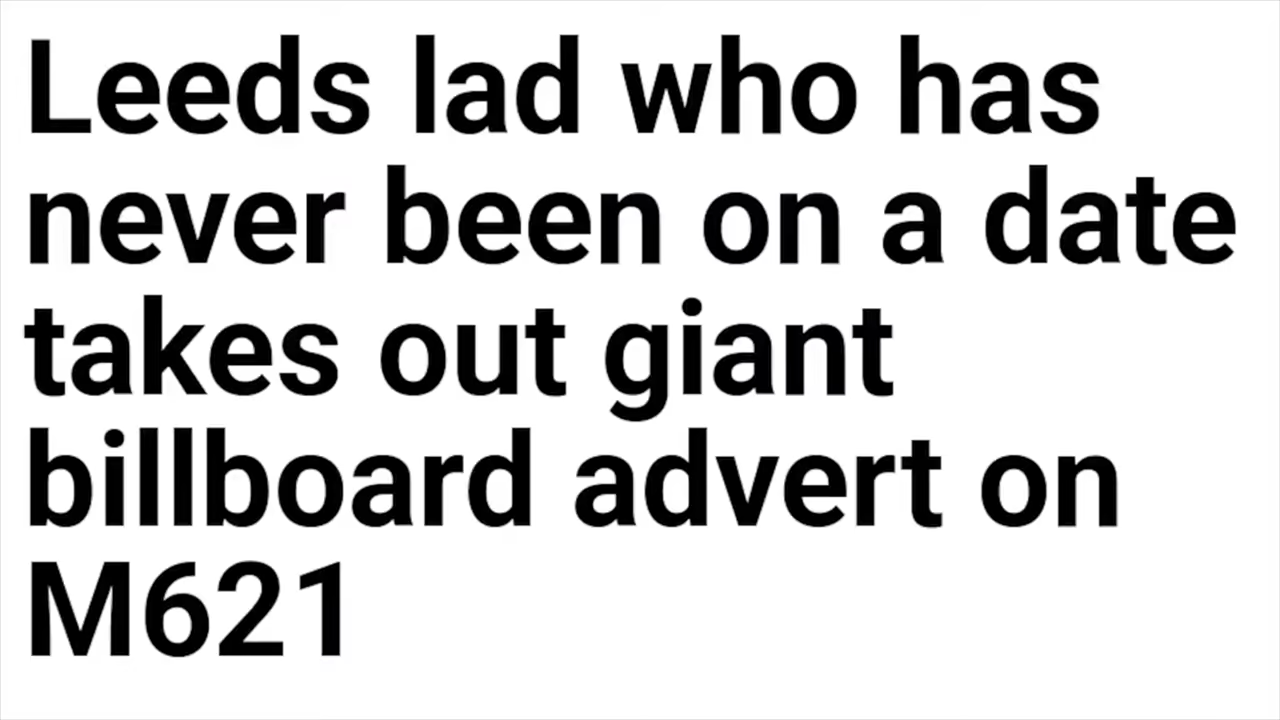 Leeds lad who has
never been on a date
takes out giant
billboard advert on
M621